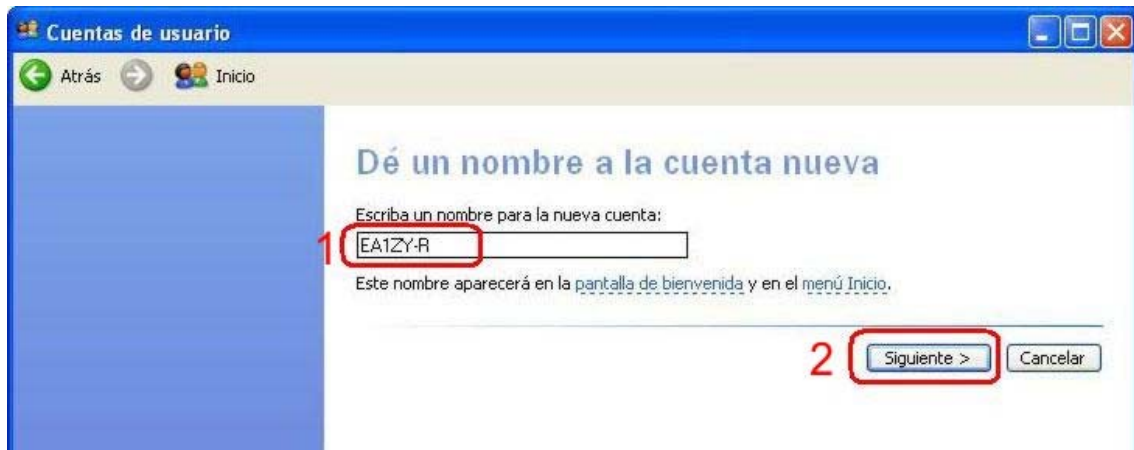 Cuentas de usuario
Atrás Inicio
Dé un nombre a la cuenta nueva
Escriba un nombre para la nueva cuenta:
1 EA1ZY-R
Este nombre aparecerá en la pantalla de bienvenida y en el menú Inicio.
2 Siguiente > Cancelar